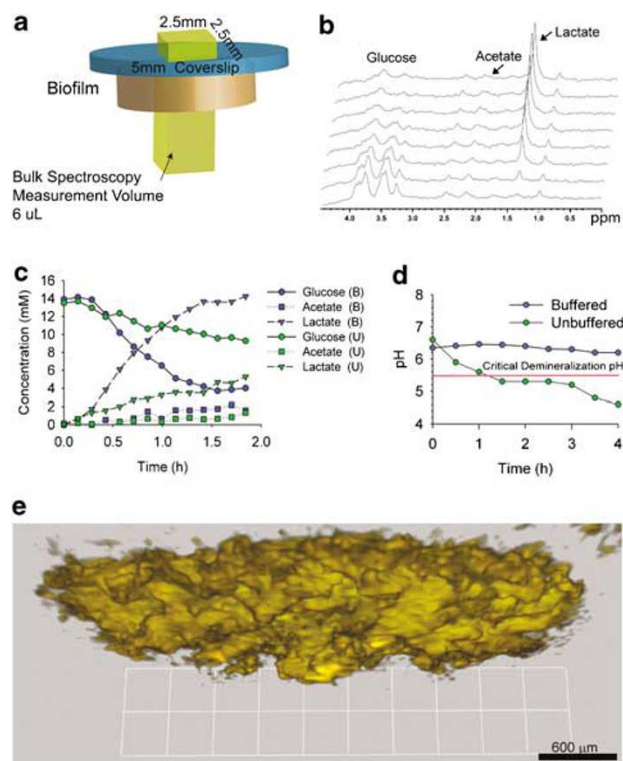 a
2.5mm
2.5mm
5mm Coverslip
Biofilm
Bulk Spectroscopy
Measurement Volume
6 uL
b
Lactate
Glucose
Acetate
4.0 3.5 3.0 2.5 2.0 1.5 1.0 0.5 ppm
c
Concentration (mM)
16
14
12
10
8
6
4
2
0
0.0 0.5 1.0 1.5 2.0
Time (h)
Glucose (B)
Acetate (B)
Lactate (B)
Glucose (U)
Acetate (U)
Lactate (U)
d
Buffered
Unbuffered
pH
8
7
6
5
4
Critical Demineralization pH
0 1 2 3 4
Time (h)
e
600 µm